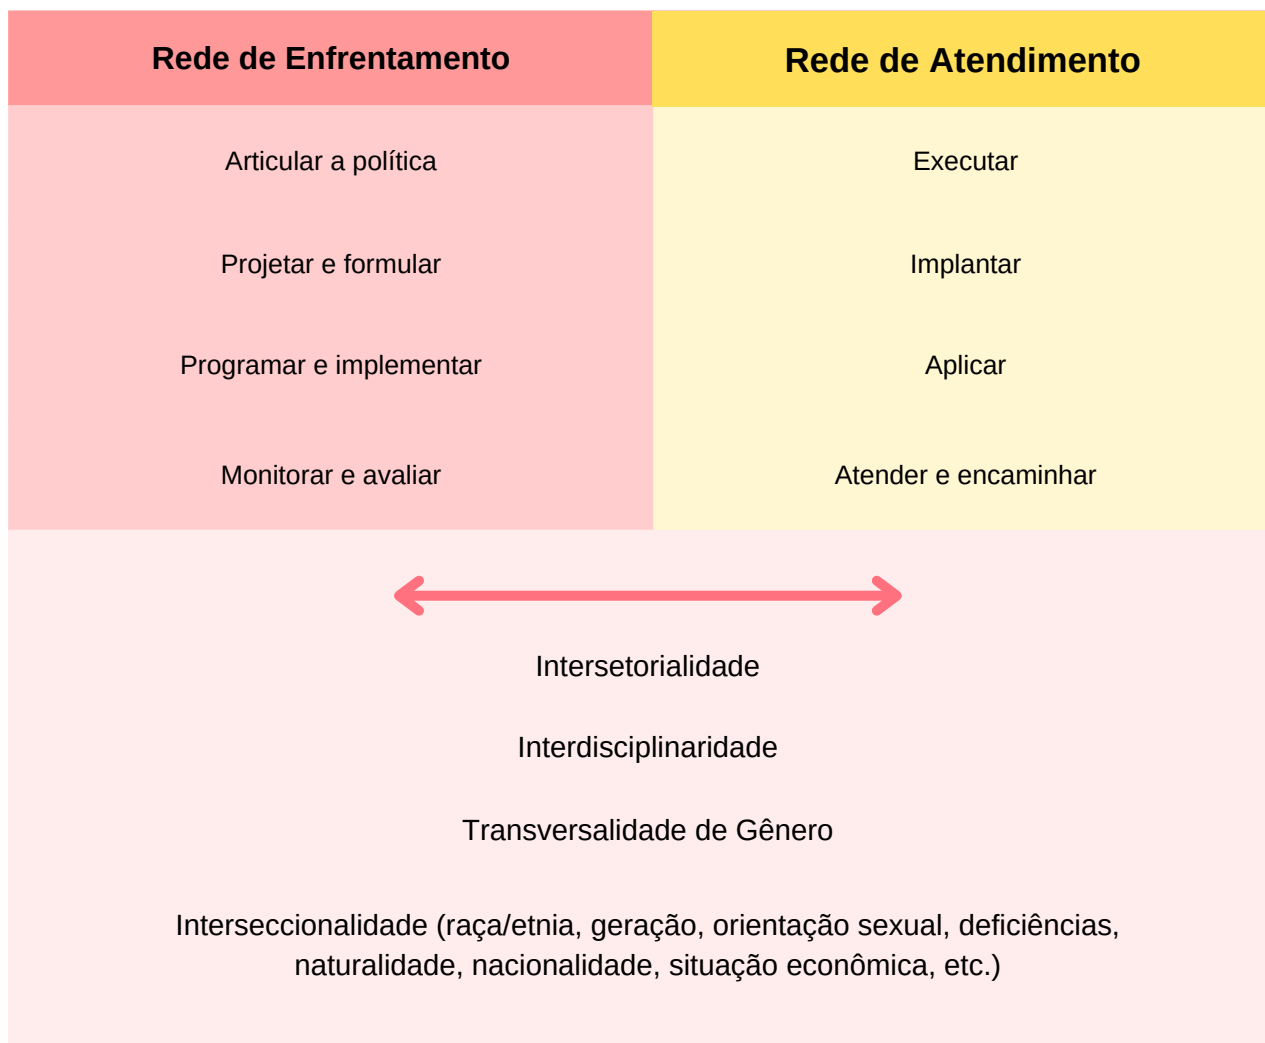 Rede de Enfrentamento
Rede de Atendimento
Articular a política
Executar
Projetar e formular
Implantar
Programar e implementar
Aplicar
Monitorar e avaliar
Atender e encaminhar
Intersetorialidade
Interdisciplinaridade
Transversalidade de Gênero
Interseccionalidade (raça/etnia, geração, orientação sexual, deficiências,
naturalidade, nacionalidade, situação econômica, etc.)